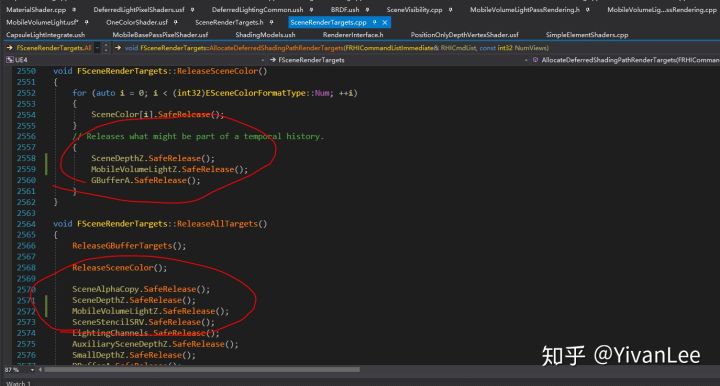 MaterialShader.cpp DeferredLightPixelShaders.usf DeferredLightingCommon.ush BRDF.ush SceneVisibility.cpp MobileVolumeLightPassRendering.h MobileVolumeLig...ssRendering.cpp
MobileVolumeLight.usf* OneColorShader.usf SceneRenderTargets.h SceneRenderTargets.cpp
CapsuleLightIntegrate.ush MobileBasePassPixelShader.usf ShadingModels.ush RendererInterface.h PositionOnlyDepthVertexShader.usf SimpleElementShaders.cpp
FSceneRenderTargets.All void FSceneRenderTargets::AllocateDeferredShadingPathRenderTargets(FRHICommandListImmediate& RHICmdList, const int32 NumViews)
UE4 FSceneRenderTargets AllocateDeferredShadingPathRenderTargets(FRHICommandListIm
2550 void FSceneRenderTargets::ReleaseSceneColor()
2551 {
2552 for (auto i = 0; i < (int32)ESceneColorFormatType::Num; ++i)
2553 {
2554 SceneColor[i].SafeRelease();
2555 }
2556 // Releases what might be part of a temporal history.
2557 {
2558 SceneDepthZ.SafeRelease();
2559 MobileVolumeLightZ.SafeRelease();
2560 GBufferA.SafeRelease();
2561 }
2562 }
2563
2564 void FSceneRenderTargets::ReleaseAllTargets()
2565 {
2566 ReleaseGBufferTargets();
2567
2568 ReleaseSceneColor();
2569
2570 SceneAlphaCopy.SafeRelease();
2571 SceneDepthZ.SafeRelease();
2572 MobileVolumeLightZ.SafeRelease();
2573 SceneStencilSRV.SafeRelease();
2574 LightingChannels.SafeRelease();
2575 AuxiliarySceneDepthZ.SafeRelease();
2576 SmallDepthZ.SafeRelease();
87 %
知乎 @YivanLee
Watch 1